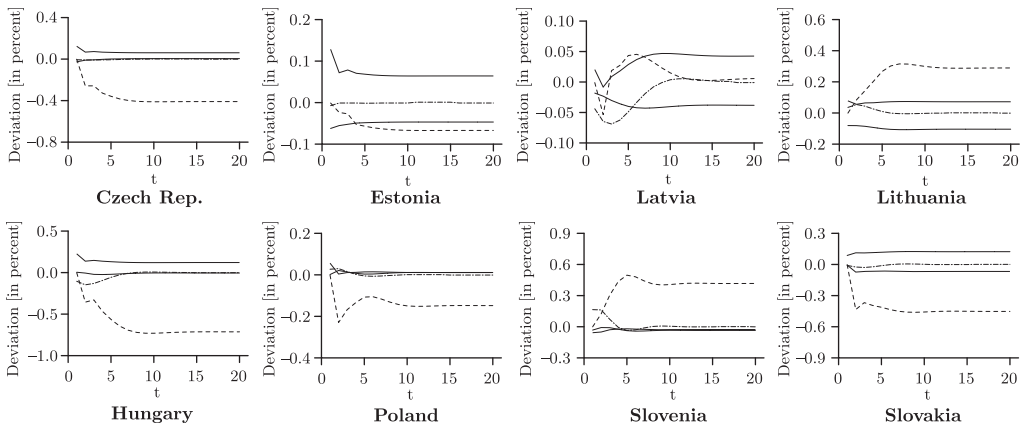 Deviation [in percent]
0.4
0.0
−0.4
−0.8
0 5 10 15 20
t
Czech Rep.
Deviation [in percent]
0.2
0.1
0.0
−0.1
0 5 10 15 20
t
Estonia
Deviation [in percent]
0.10
0.05
0.0
−0.05
−0.10
0 5 10 15 20
t
Latvia
Deviation [in percent]
0.6
0.4
0.2
0.0
−0.2
0 5 10 15 20
t
Lithuania
Deviation [in percent]
0.5
0.0
−0.5
−1.0
0 5 10 15 20
t
Hungary
Deviation [in percent]
0.2
0.0
−0.2
−0.4
0 5 10 15 20
t
Poland
Deviation [in percent]
0.9
0.6
0.3
0.0
−0.3
0 5 10 15 20
t
Slovenia
Deviation [in percent]
0.3
0.0
−0.3
−0.6
−0.9
0 5 10 15 20
t
Slovakia